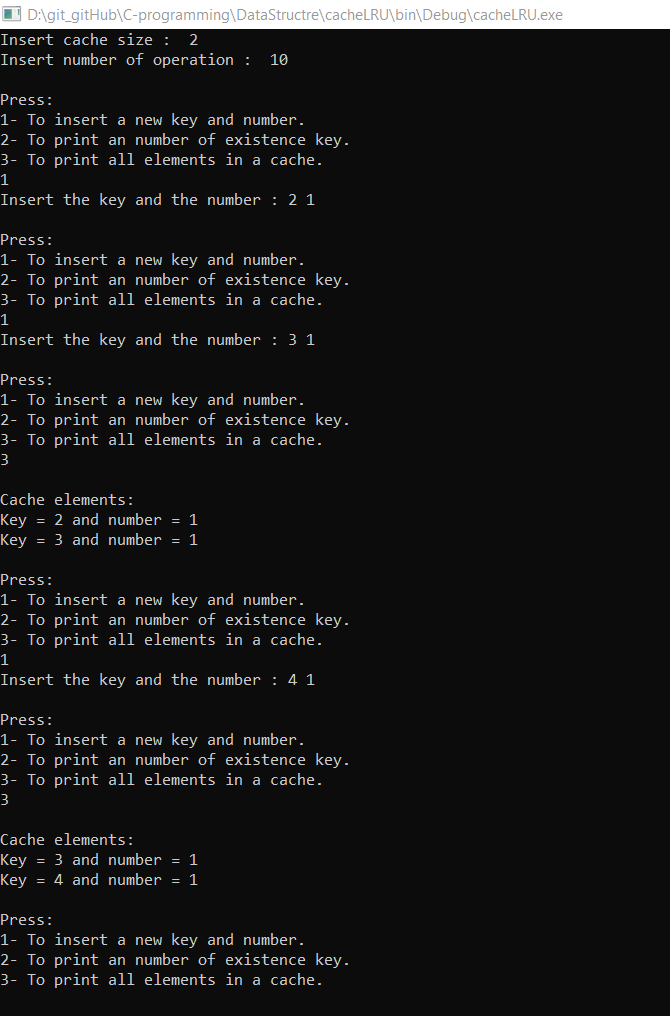 D:\git_gitHub\C-programming\DataStructre\cacheLRU\bin\Debug\cacheLRU.exe
Insert cache size :  2
Insert number of operation :  10

Press:
1- To insert a new key and number.
2- To print an number of existence key.
3- To print all elements in a cache.
1
Insert the key and the number : 2 1

Press:
1- To insert a new key and number.
2- To print an number of existence key.
3- To print all elements in a cache.
1
Insert the key and the number : 3 1

Press:
1- To insert a new key and number.
2- To print an number of existence key.
3- To print all elements in a cache.
3

Cache elements:
Key = 2 and number = 1
Key = 3 and number = 1

Press:
1- To insert a new key and number.
2- To print an number of existence key.
3- To print all elements in a cache.
1
Insert the key and the number : 4 1

Press:
1- To insert a new key and number.
2- To print an number of existence key.
3- To print all elements in a cache.
3

Cache elements:
Key = 3 and number = 1
Key = 4 and number = 1

Press:
1- To insert a new key and number.
2- To print an number of existence key.
3- To print all elements in a cache.